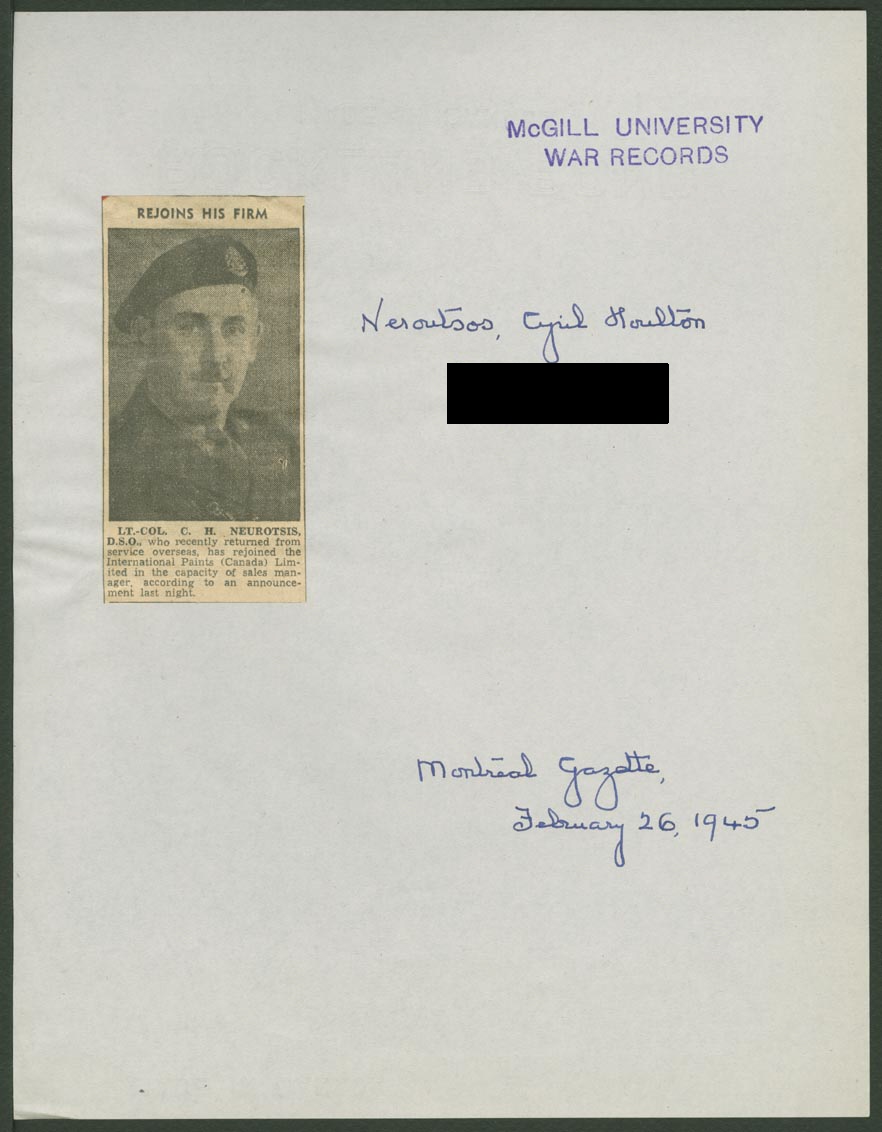 McGILL UNIVERSITY
WAR RECORDS
REJOINS HIS FIRM
Neroutsos, Cyril Houlton
LT.-COL. C. H. NEUROTSIS,
D.S.O., who recently returned from
service overseas, has rejoined the
International Paints (Canada) Lim-
ited in the capacity of sales man-
ager, according to an announce-
ment last night.
Montreal Gazette,
February 26, 1945